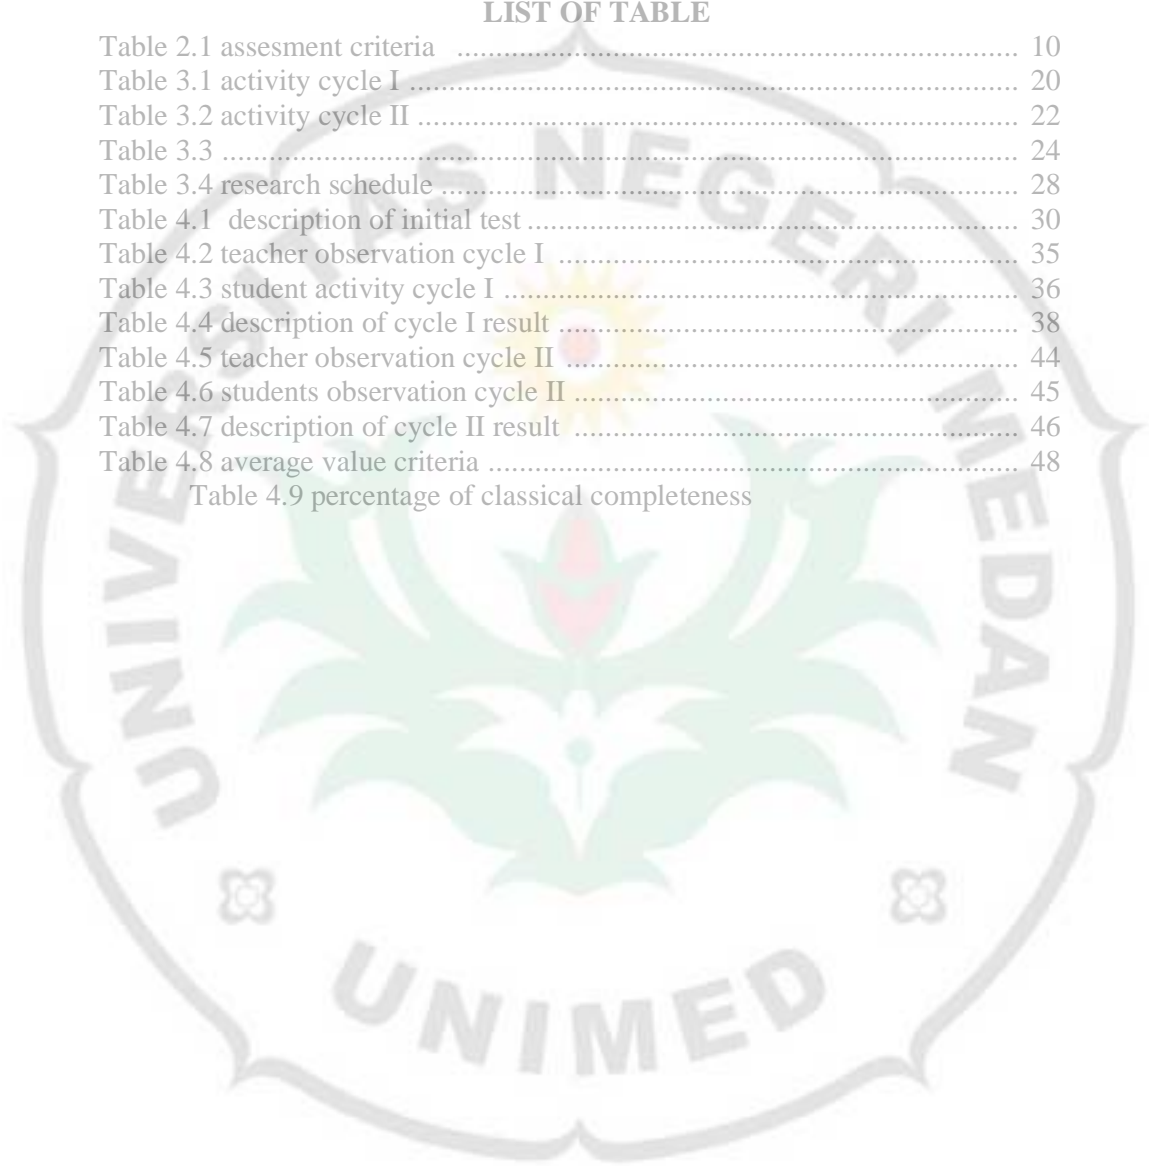 LIST OF TABLE
Table 2.1 assesment criteria ................................................................................ 10
Table 3.1 activity cycle I ..................................................................................... 20
Table 3.2 activity cycle II .................................................................................... 22
Table 3.3 .............................................................................................................. 24
Table 3.4 research schedule ................................................................................ 28
Table 4.1 description of initial test ..................................................................... 30
Table 4.2 teacher observation cycle I ................................................................. 35
Table 4.3 student activity cycle I ........................................................................ 36
Table 4.4 description of cycle I result ................................................................. 38
Table 4.5 teacher observation cycle II ................................................................ 44
Table 4.6 students observation cycle II .............................................................. 45
Table 4.7 description of cycle II result ............................................................... 46
Table 4.8 average value criteria .......................................................................... 48
Table 4.9 percentage of classical completeness
UNIVERSITAS NEGERI MEDAN
UNIMED